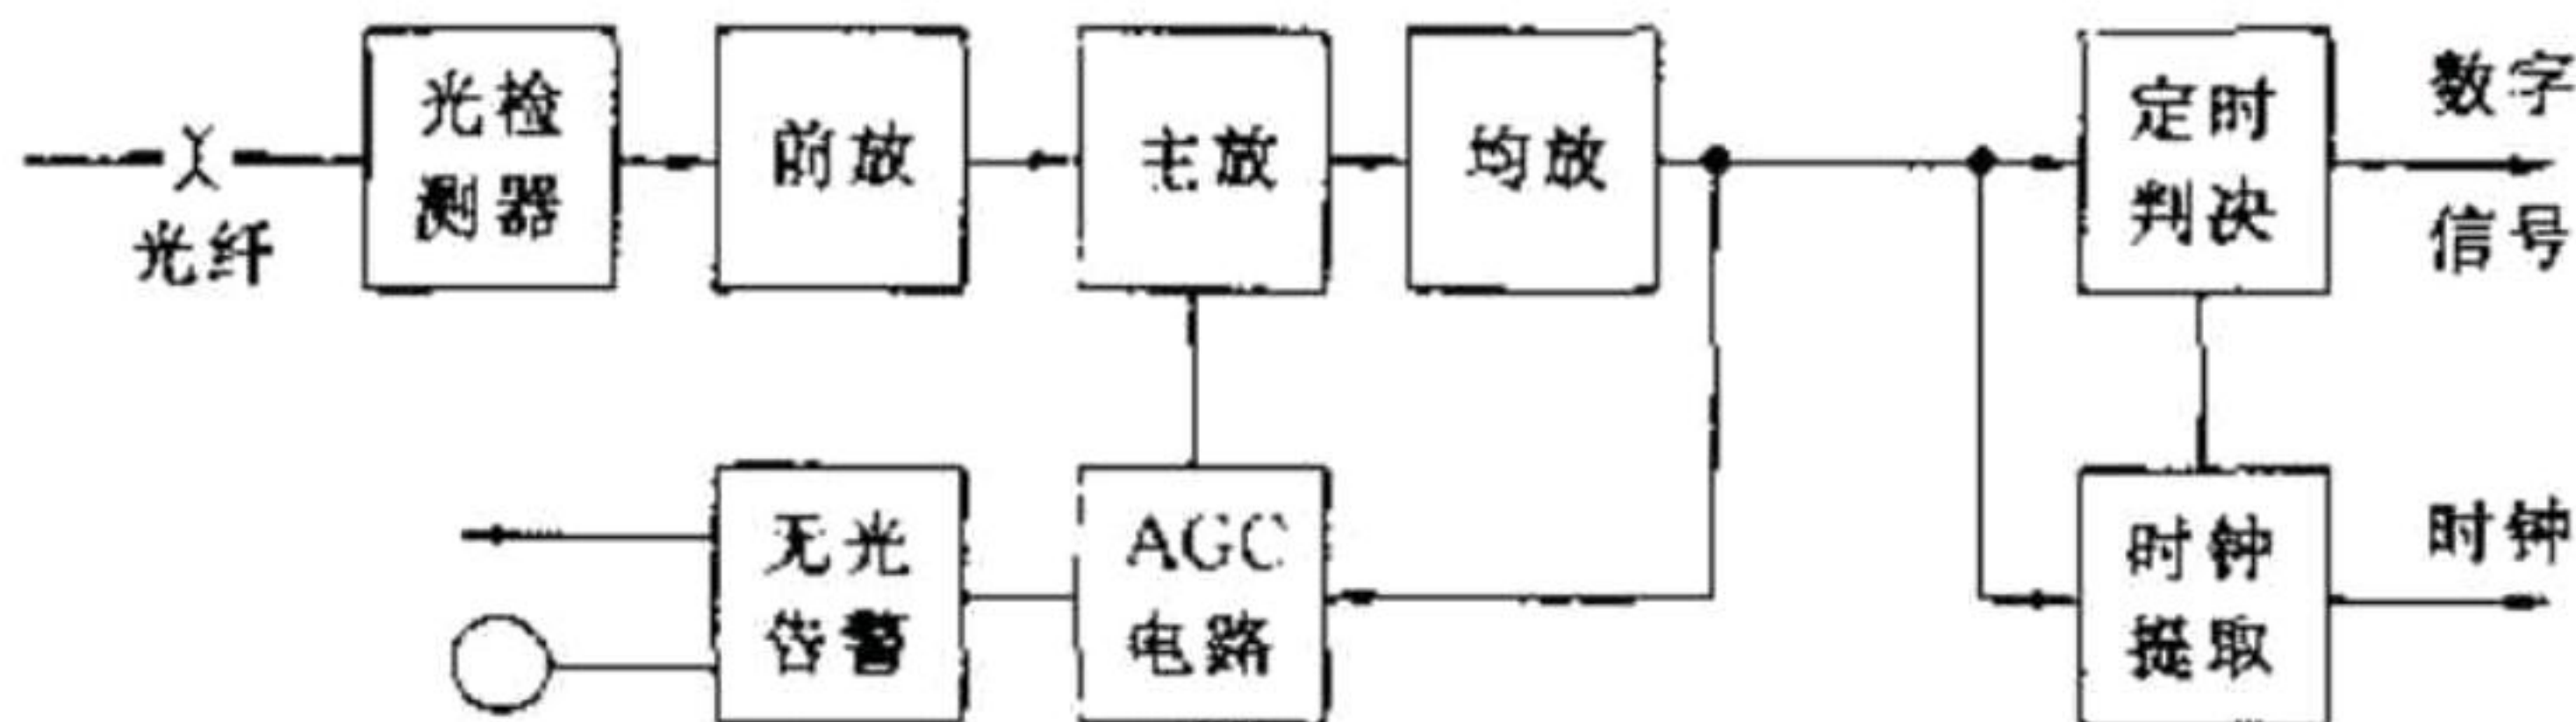 光检
测器
前放
主放
均放
定时
判决
数字
信号
光纤
无光
告警
AGC
电路
时钟
提取
时钟